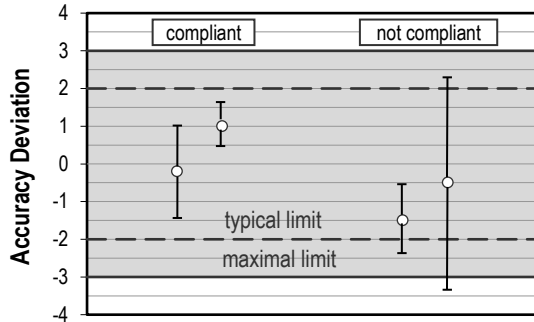 Accuracy Deviation
4
3
2
1
0
-1
-2
-3
-4
compliant
not compliant
typical limit
maximal limit